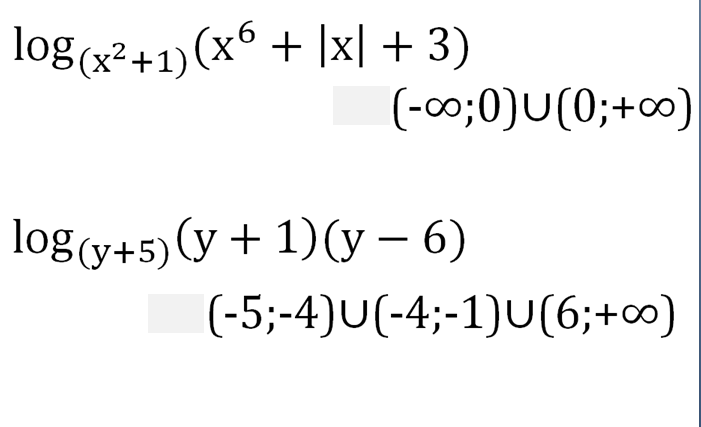 log₍ₓ²₊₁₎(x⁶ + |x| + 3)
(-∞;0)∪(0;+∞)
log₍y₊₅₎(y + 1)(y − 6)
(-5;-4)∪(-4;-1)∪(6;+∞)